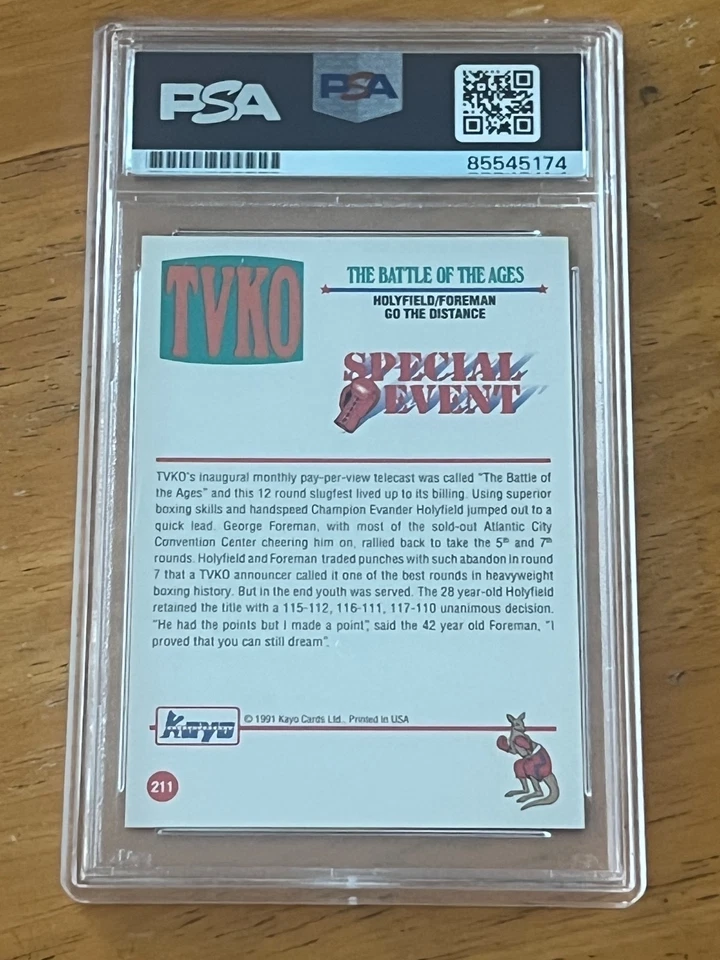 PSA PSA
85545174
TVKO
THE BATTLE OF THE AGES
HOLYFIELD/FOREMAN
GO THE DISTANCE
SPECIAL
EVENT
TVKO's inaugural monthly pay-per-view telecast was called "The Battle of
the Ages" and this 12 round slugfest lived up to its billing. Using superior
boxing skills and handspeed Champion Evander Holyfield jumped out to a
quick lead. George Foreman, with most of the sold-out Atlantic City
Convention Center cheering him on, rallied back to take the 5th and 7th
rounds. Holyfield and Foreman traded punches with such abandon in round
7 that a TVKO announcer called it one of the best rounds in heavyweight
boxing history. But in the end youth was served. The 28 year-old Holyfield
retained the title with a 115-112, 116-111, 117-110 unanimous decision.
"He had the points but I made a point", said the 42 year old Foreman, "I
proved that you can still dream".
Kayo © 1991 Kayo Cards Ltd., Printed in USA
211